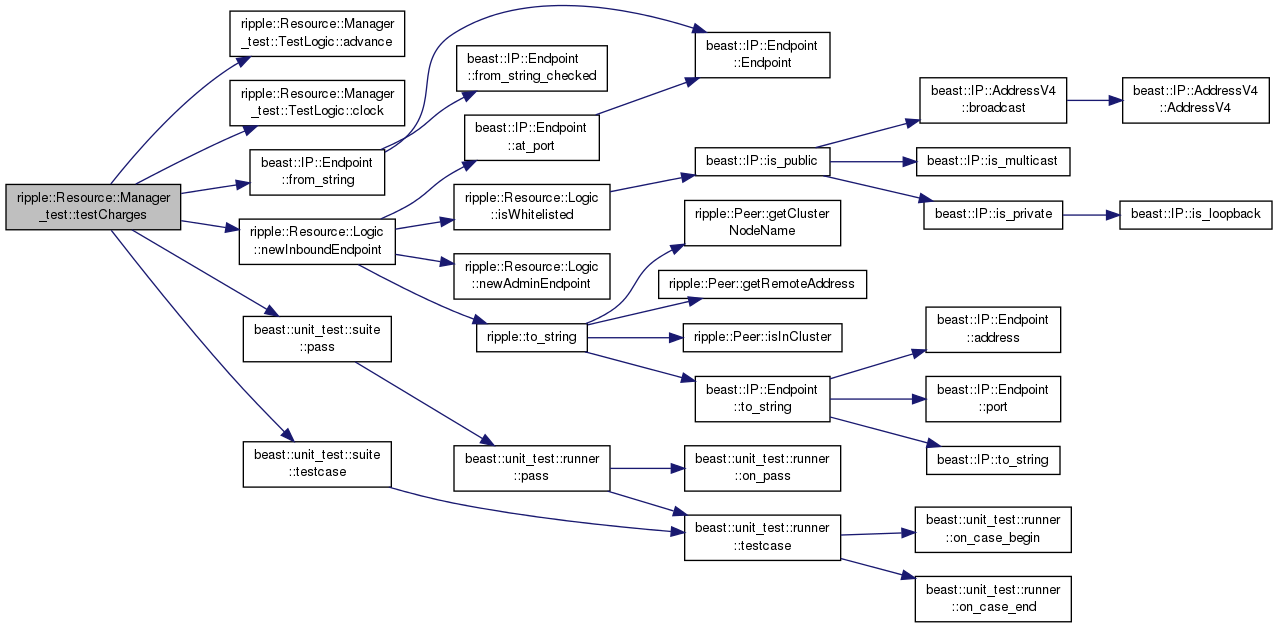 ripple::Resource::Manager
_test::testCharges
ripple::Resource::Manager
_test::TestLogic::advance
ripple::Resource::Manager
_test::TestLogic::clock
beast::IP::Endpoint
::from_string
ripple::Resource::Logic
::newInboundEndpoint
beast::unit_test::suite
::pass
beast::unit_test::suite
::testcase
beast::IP::Endpoint
::from_string_checked
beast::IP::Endpoint
::at_port
ripple::Resource::Logic
::isWhitelisted
ripple::Resource::Logic
::newAdminEndpoint
ripple::to_string
beast::unit_test::runner
::pass
beast::IP::Endpoint
::Endpoint
beast::IP::is_public
ripple::Peer::getCluster
NodeName
ripple::Peer::getRemoteAddress
ripple::Peer::isInCluster
beast::IP::Endpoint
::to_string
beast::unit_test::runner
::on_pass
beast::unit_test::runner
::testcase
beast::IP::AddressV4
::broadcast
beast::IP::is_multicast
beast::IP::is_private
beast::IP::Endpoint
::address
beast::IP::Endpoint
::port
beast::IP::to_string
beast::unit_test::runner
::on_case_begin
beast::unit_test::runner
::on_case_end
beast::IP::AddressV4
::AddressV4
beast::IP::is_loopback